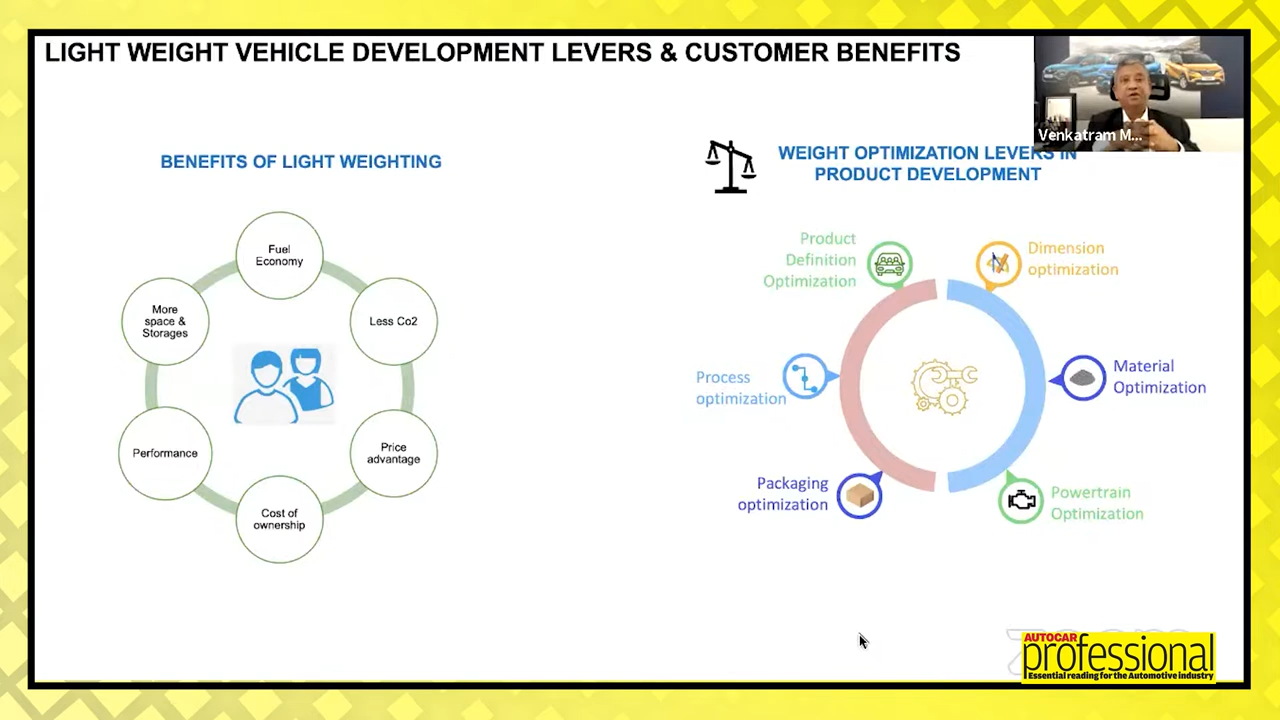 LIGHT WEIGHT VEHICLE DEVELOPMENT LEVERS & CUSTOMER BENEFITS
Venkatram M...
BENEFITS OF LIGHT WEIGHTING
Fuel
Economy
More
space &
Storages
Less Co2
Performance
Price
advantage
Cost of
ownership
WEIGHT OPTIMIZATION LEVERS IN
PRODUCT DEVELOPMENT
Product
Definition
Optimization
Dimension
optimization
Process
optimization
Material
Optimization
Packaging
optimization
Powertrain
Optimization
zoom
AUTOCAR
professional
Essential reading for the Automotive industry